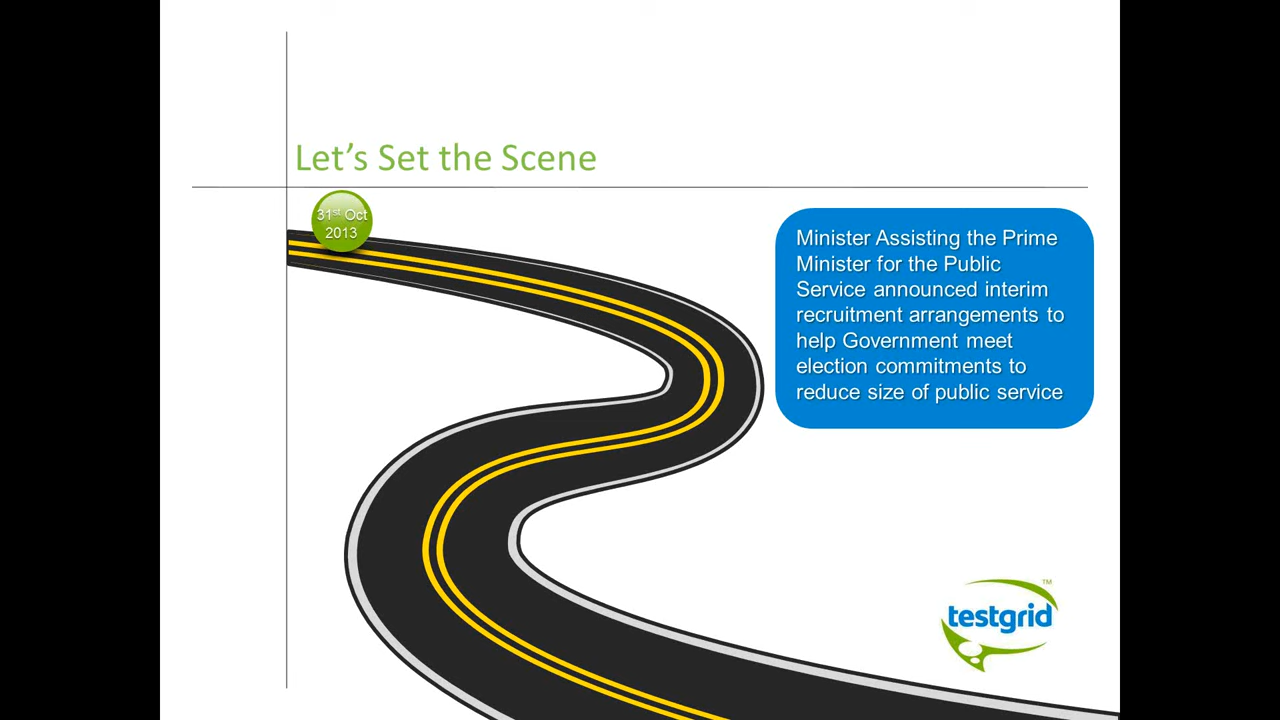 Let’s Set the Scene
31st Oct
2013
Minister Assisting the Prime
Minister for the Public
Service announced interim
recruitment arrangements to
help Government meet
election commitments to
reduce size of public service
testgrid™